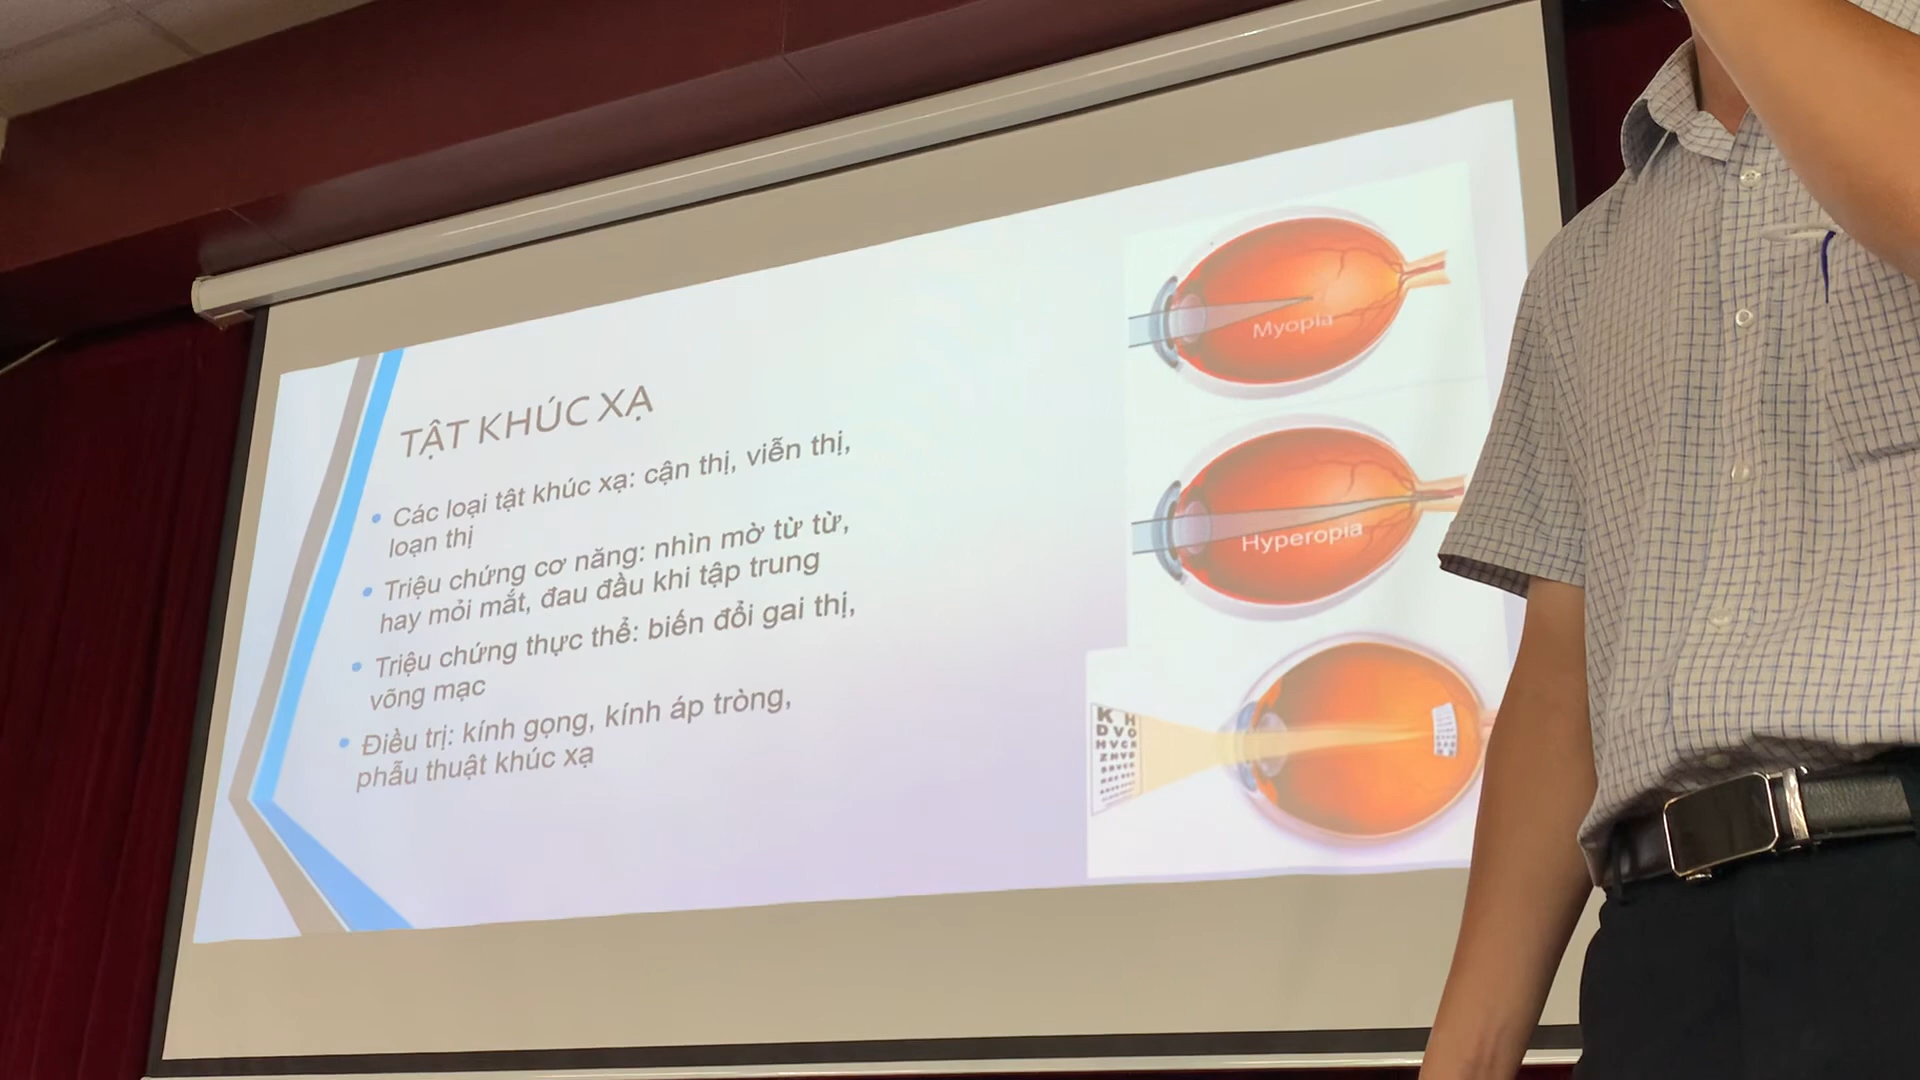 TẬT KHÚC XẠ
Các loại tật khúc xạ: cận thị, viễn thị,
loạn thị
Triệu chứng cơ năng: nhìn mờ từ từ,
hay mỏi mắt, đau đầu khi tập trung
Triệu chứng thực thể: biến đổi gai thị,
võng mạc
Điều trị: kính gọng, kính áp tròng,
phẫu thuật khúc xạ
Myopia
Hyperopia
K H
D V O